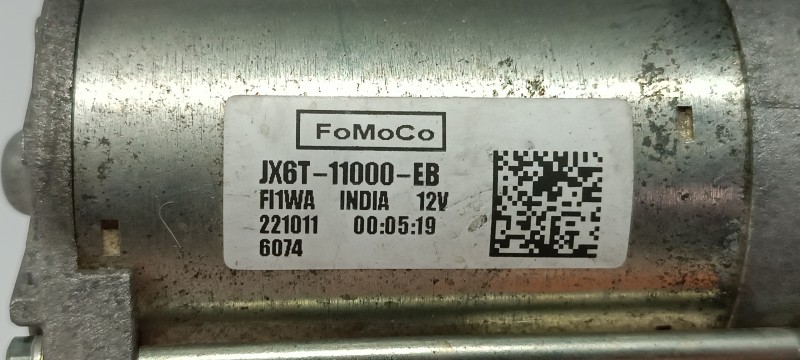 FoMoCo
JX6T-11000-EB
FI1WA INDIA 12V
221011 00:05:19
6074